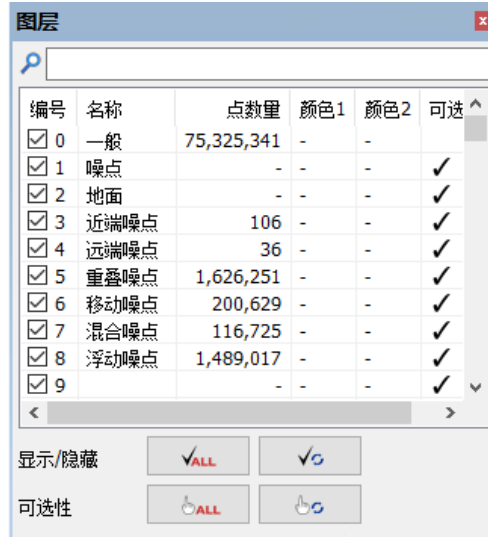 图层
编号 名称 点数量 颜色1 颜色2 可选
0 一般 75,325,341 - -
1 噪点 - - -
2 地面 - - -
3 近端噪点 106 - -
4 远端噪点 36 - -
5 重叠噪点 1,626,251 - -
6 移动噪点 200,629 - -
7 混合噪点 116,725 - -
8 浮动噪点 1,489,017 - -
9 - - -
显示/隐藏 ALL
可选性 ALL